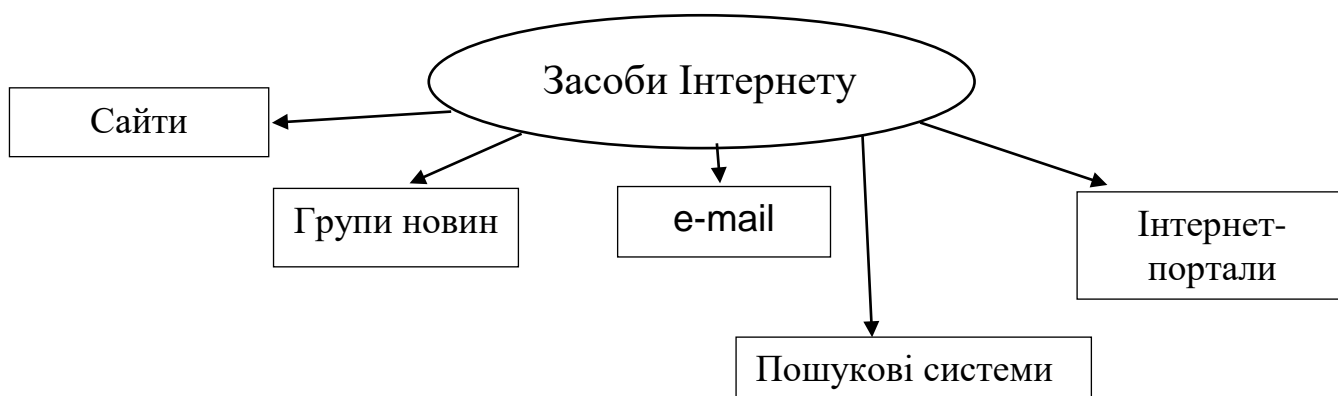 Засоби Інтернету
Сайти
Групи новин
e-mail
Інтернет-
портали
Пошукові системи